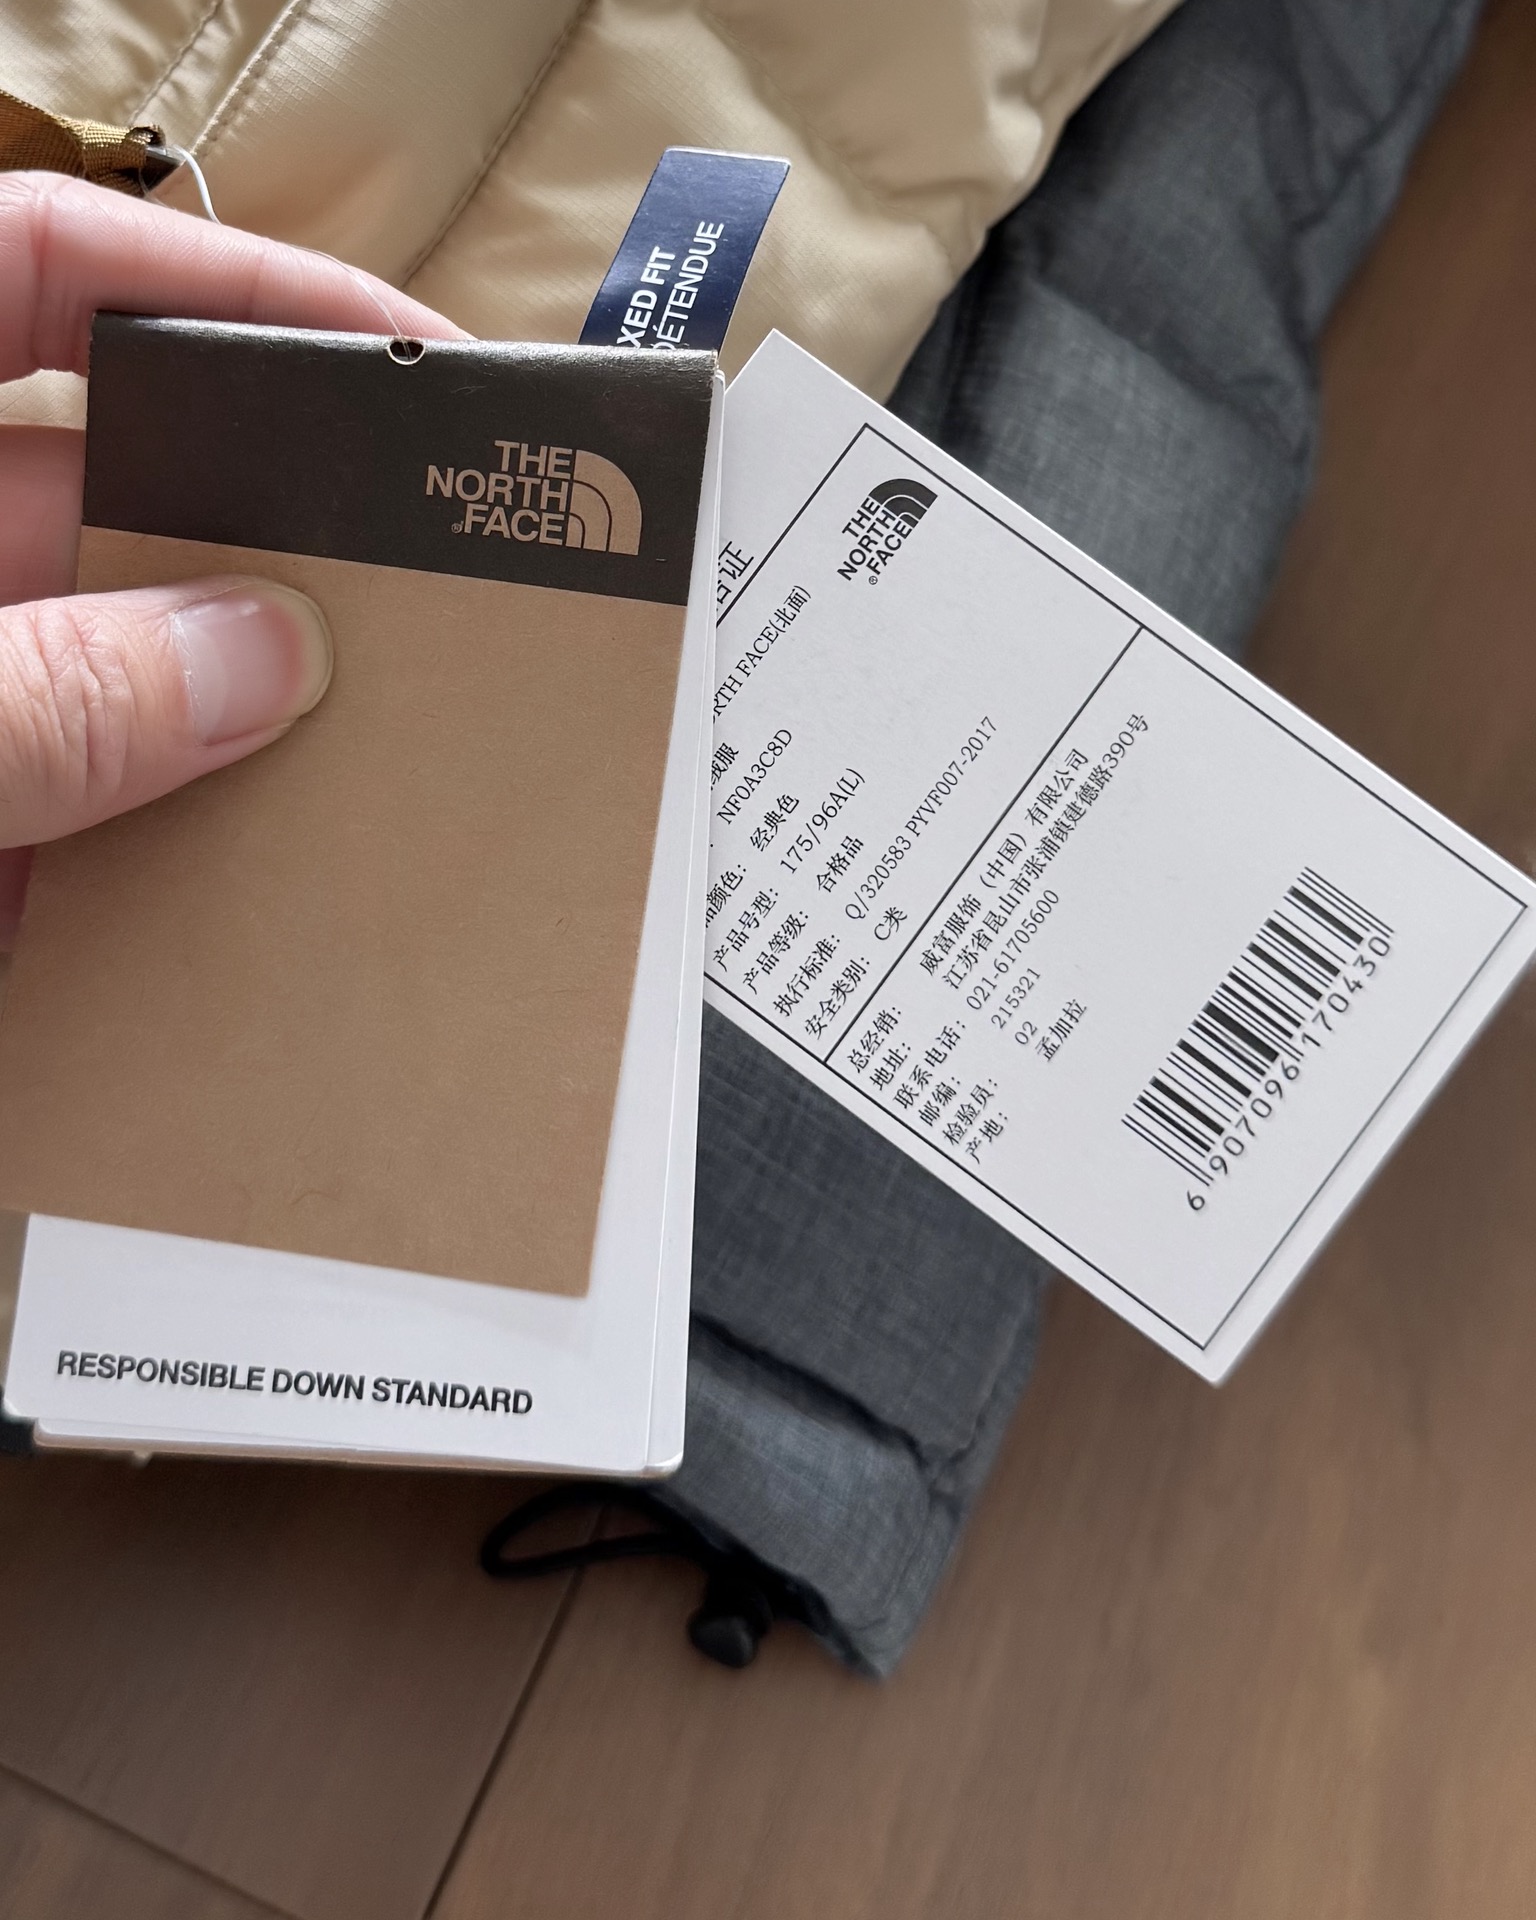 XED FIT
DÉTENDUE
THE
NORTH
FACE
RESPONSIBLE DOWN STANDARD
THE
NORTH
FACE
证
RTH FACE(北面)
绒服
NF0A3C8D
颜色: 经典色
产品号型: 175/96A(L)
产品等级: 合格品
执行标准: Q/320583 PYVF007-2017
安全类别: C类
总经销: 威富服饰（中国）有限公司
地址: 江苏省昆山市张浦镇建德路390号
联系电话: 021-61705600
邮编: 215321
检验员: 02
产地: 孟加拉
6 907096 170430